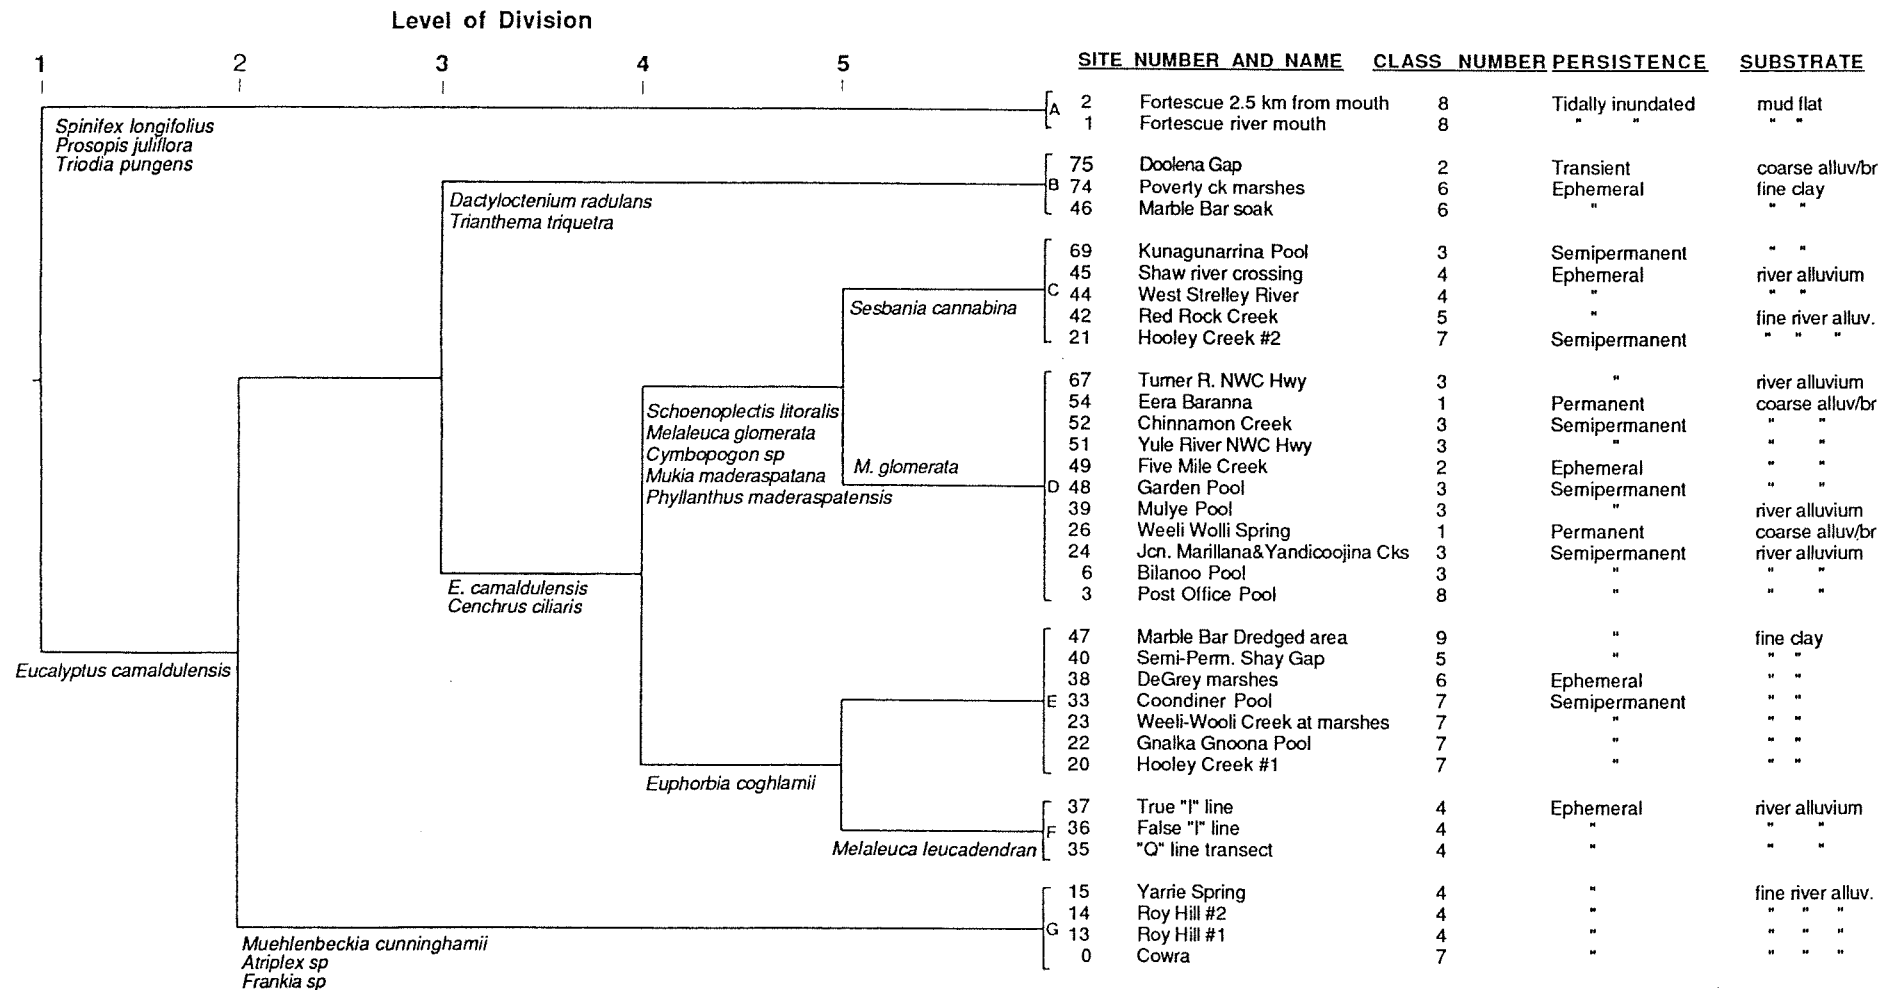 Level of Division
1 2 3 4 5 SITE NUMBER AND NAME CLASS NUMBER PERSISTENCE SUBSTRATE
Spinifex longifolius
Prosopis juliflora
Triodia pungens
A 2 Fortescue 2.5 km from mouth 8 Tidally inundated mud flat
1 Fortescue river mouth 8 " " " "
Dactyloctenium radulans
Trianthema triquetra
75 Doolena Gap 2 Transient coarse alluv/br
B 74 Poverty ck marshes 6 Ephemeral fine clay
46 Marble Bar soak 6 " " "
Sesbania cannabina
69 Kunagunarrina Pool 3 Semipermanent " "
45 Shaw river crossing 4 Ephemeral river alluvium
C 44 West Strelley River 4 " " "
42 Red Rock Creek 5 " fine river alluv.
21 Hooley Creek #2 7 Semipermanent " " "
Schoenoplectis litoralis
Melaleuca glomerata
Cymbopogon sp
Mukia maderaspatana
Phyllanthus maderaspatensis
M. glomerata
67 Turner R. NWC Hwy 3 " river alluvium
54 Eera Baranna 1 Permanent coarse alluv/br
52 Chinnamon Creek 3 Semipermanent " "
51 Yule River NWC Hwy 3 " " "
49 Five Mile Creek 2 Ephemeral " "
D 48 Garden Pool 3 Semipermanent " "
39 Mulye Pool 3 " river alluvium
26 Weeli Wolli Spring 1 Permanent coarse alluv/br
24 Jcn. Marillana&Yandicoojina Cks 3 Semipermanent river alluvium
6 Bilanoo Pool 3 " " "
3 Post Office Pool 8 " " "
E. camaldulensis
Cenchrus ciliaris
Eucalyptus camaldulensis
47 Marble Bar Dredged area 9 " fine clay
40 Semi-Perm. Shay Gap 5 " " "
38 DeGrey marshes 6 Ephemeral " "
E 33 Coondiner Pool 7 Semipermanent " "
23 Weeli-Wooli Creek at marshes 7 " " "
22 Gnalka Gnoona Pool 7 " " "
20 Hooley Creek #1 7 " " "
Euphorbia coghlamii
37 True "I" line 4 Ephemeral river alluvium
F 36 False "I" line 4 " " "
Melaleuca leucadendran 35 "Q" line transect 4 " " "
15 Yarrie Spring 4 " fine river alluv.
14 Roy Hill #2 4 " " " "
G 13 Roy Hill #1 4 " " " "
0 Cowra 7 " " " "
Muehlenbeckia cunninghamii
Atriplex sp
Frankia sp